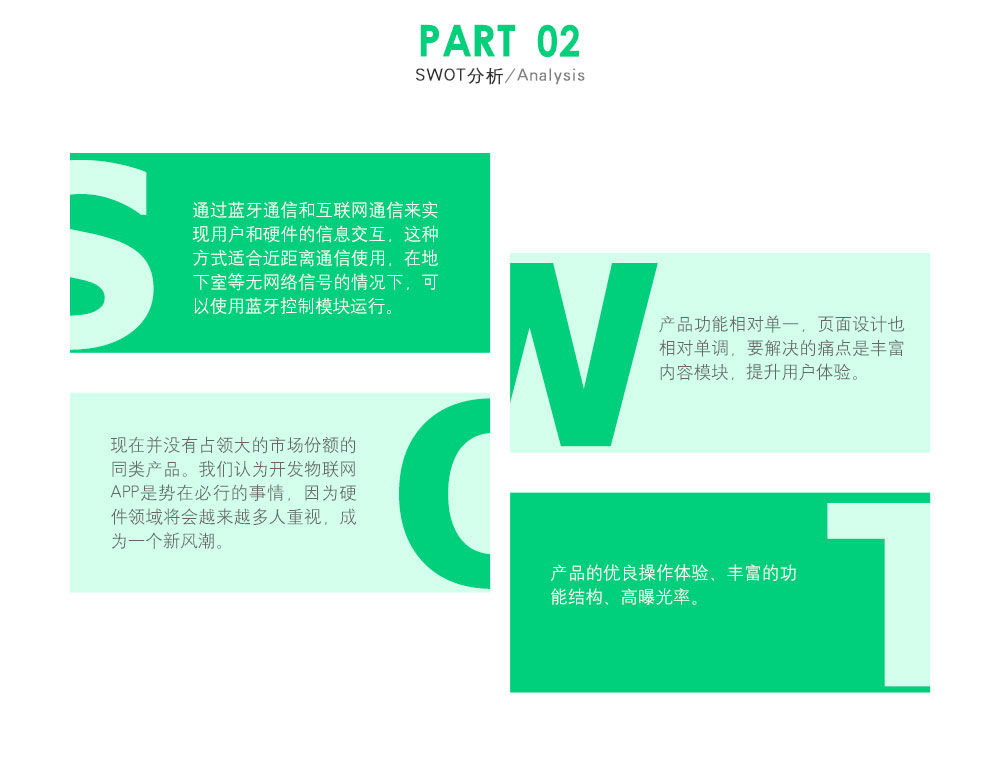 PART 02
SWOT分析/Analysis
S
通过蓝牙通信和互联网通信来实
现用户和硬件的信息交互，这种
方式适合近距离通信使用，在地
下室等无网络信号的情况下，可
以使用蓝牙控制模块运行。
W
产品功能相对单一，页面设计也
相对单调，要解决的痛点是丰富
内容模块，提升用户体验。
O
现在并没有占领大的市场份额的
同类产品。我们认为开发物联网
APP是势在必行的事情，因为硬
件领域将会越来越多人重视，成
为一个新风潮。
T
产品的优良操作体验、丰富的功
能结构、高曝光率。